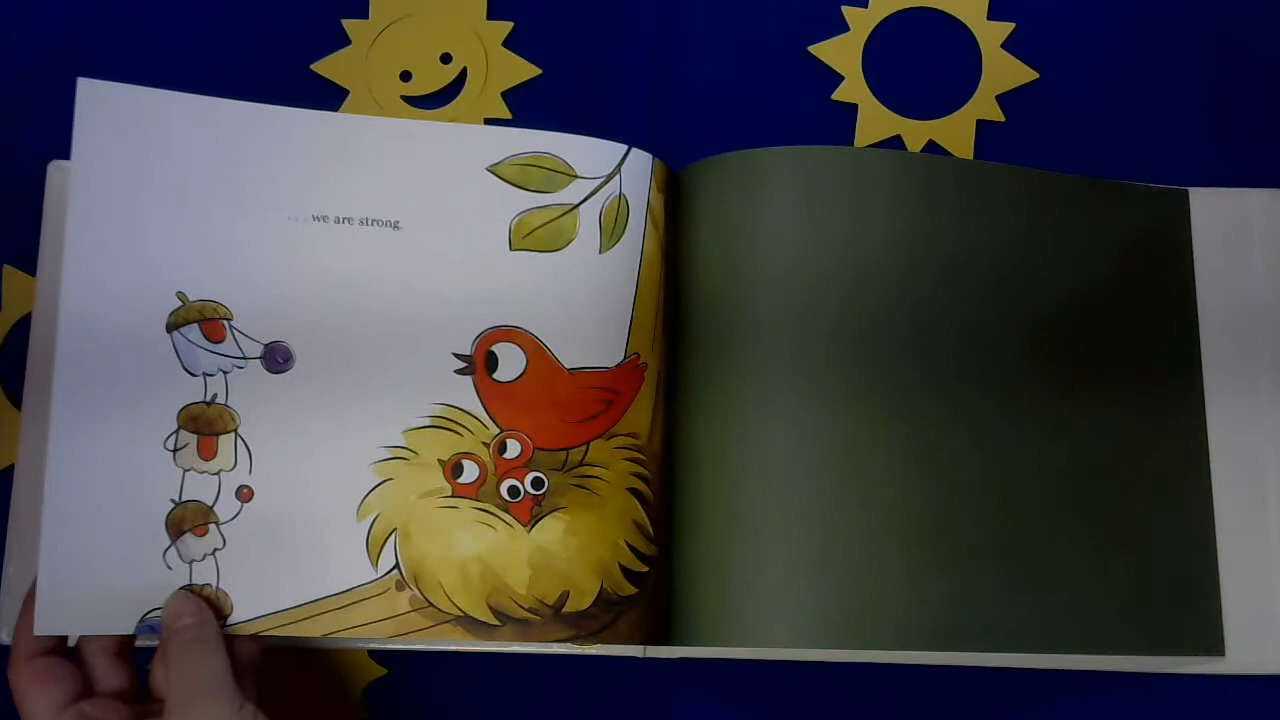 . . . we are strong.